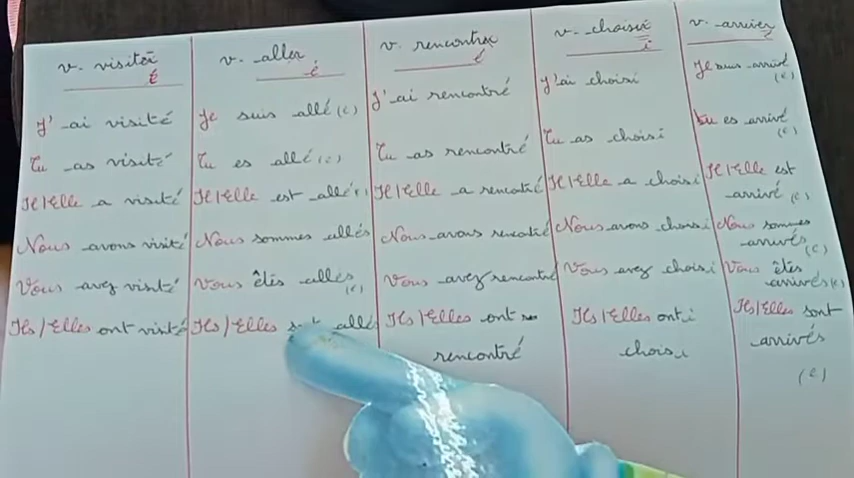 v. visiter
é
J'ai visité
Tu as visité
Il/Elle a visité
Nous avons visité
Vous avez visité
Ils/Elles ont visité
v. aller
é
Je suis allé(e)
Tu es allé(e)
Il/Elle est allé(e)
Nous sommes allés
Vous êtês allés
(e)
Ils/Elles allés
v. rencontrer
é
J'ai rencontré
Tu as rencontré
Il/Elle a rencontré
Nous avons rencontré
Vous avez rencontré
Ils/Elles ont
rencontré
v. choisir
i
J'ai choisi
Tu as choisi
Il/Elle a choisi
Nous avons choisi
Vous avez choisi
Ils/Elles ont i
choisi
v. arriver
é
Je suis arrivé
(e)
Tu es arrivé
(e)
Il/Elle est
arrivé (e)
Nous sommes
arrivés (e)
Vous êtês
arrivés(e)
Ils/Elles sont
arrivés
(e)